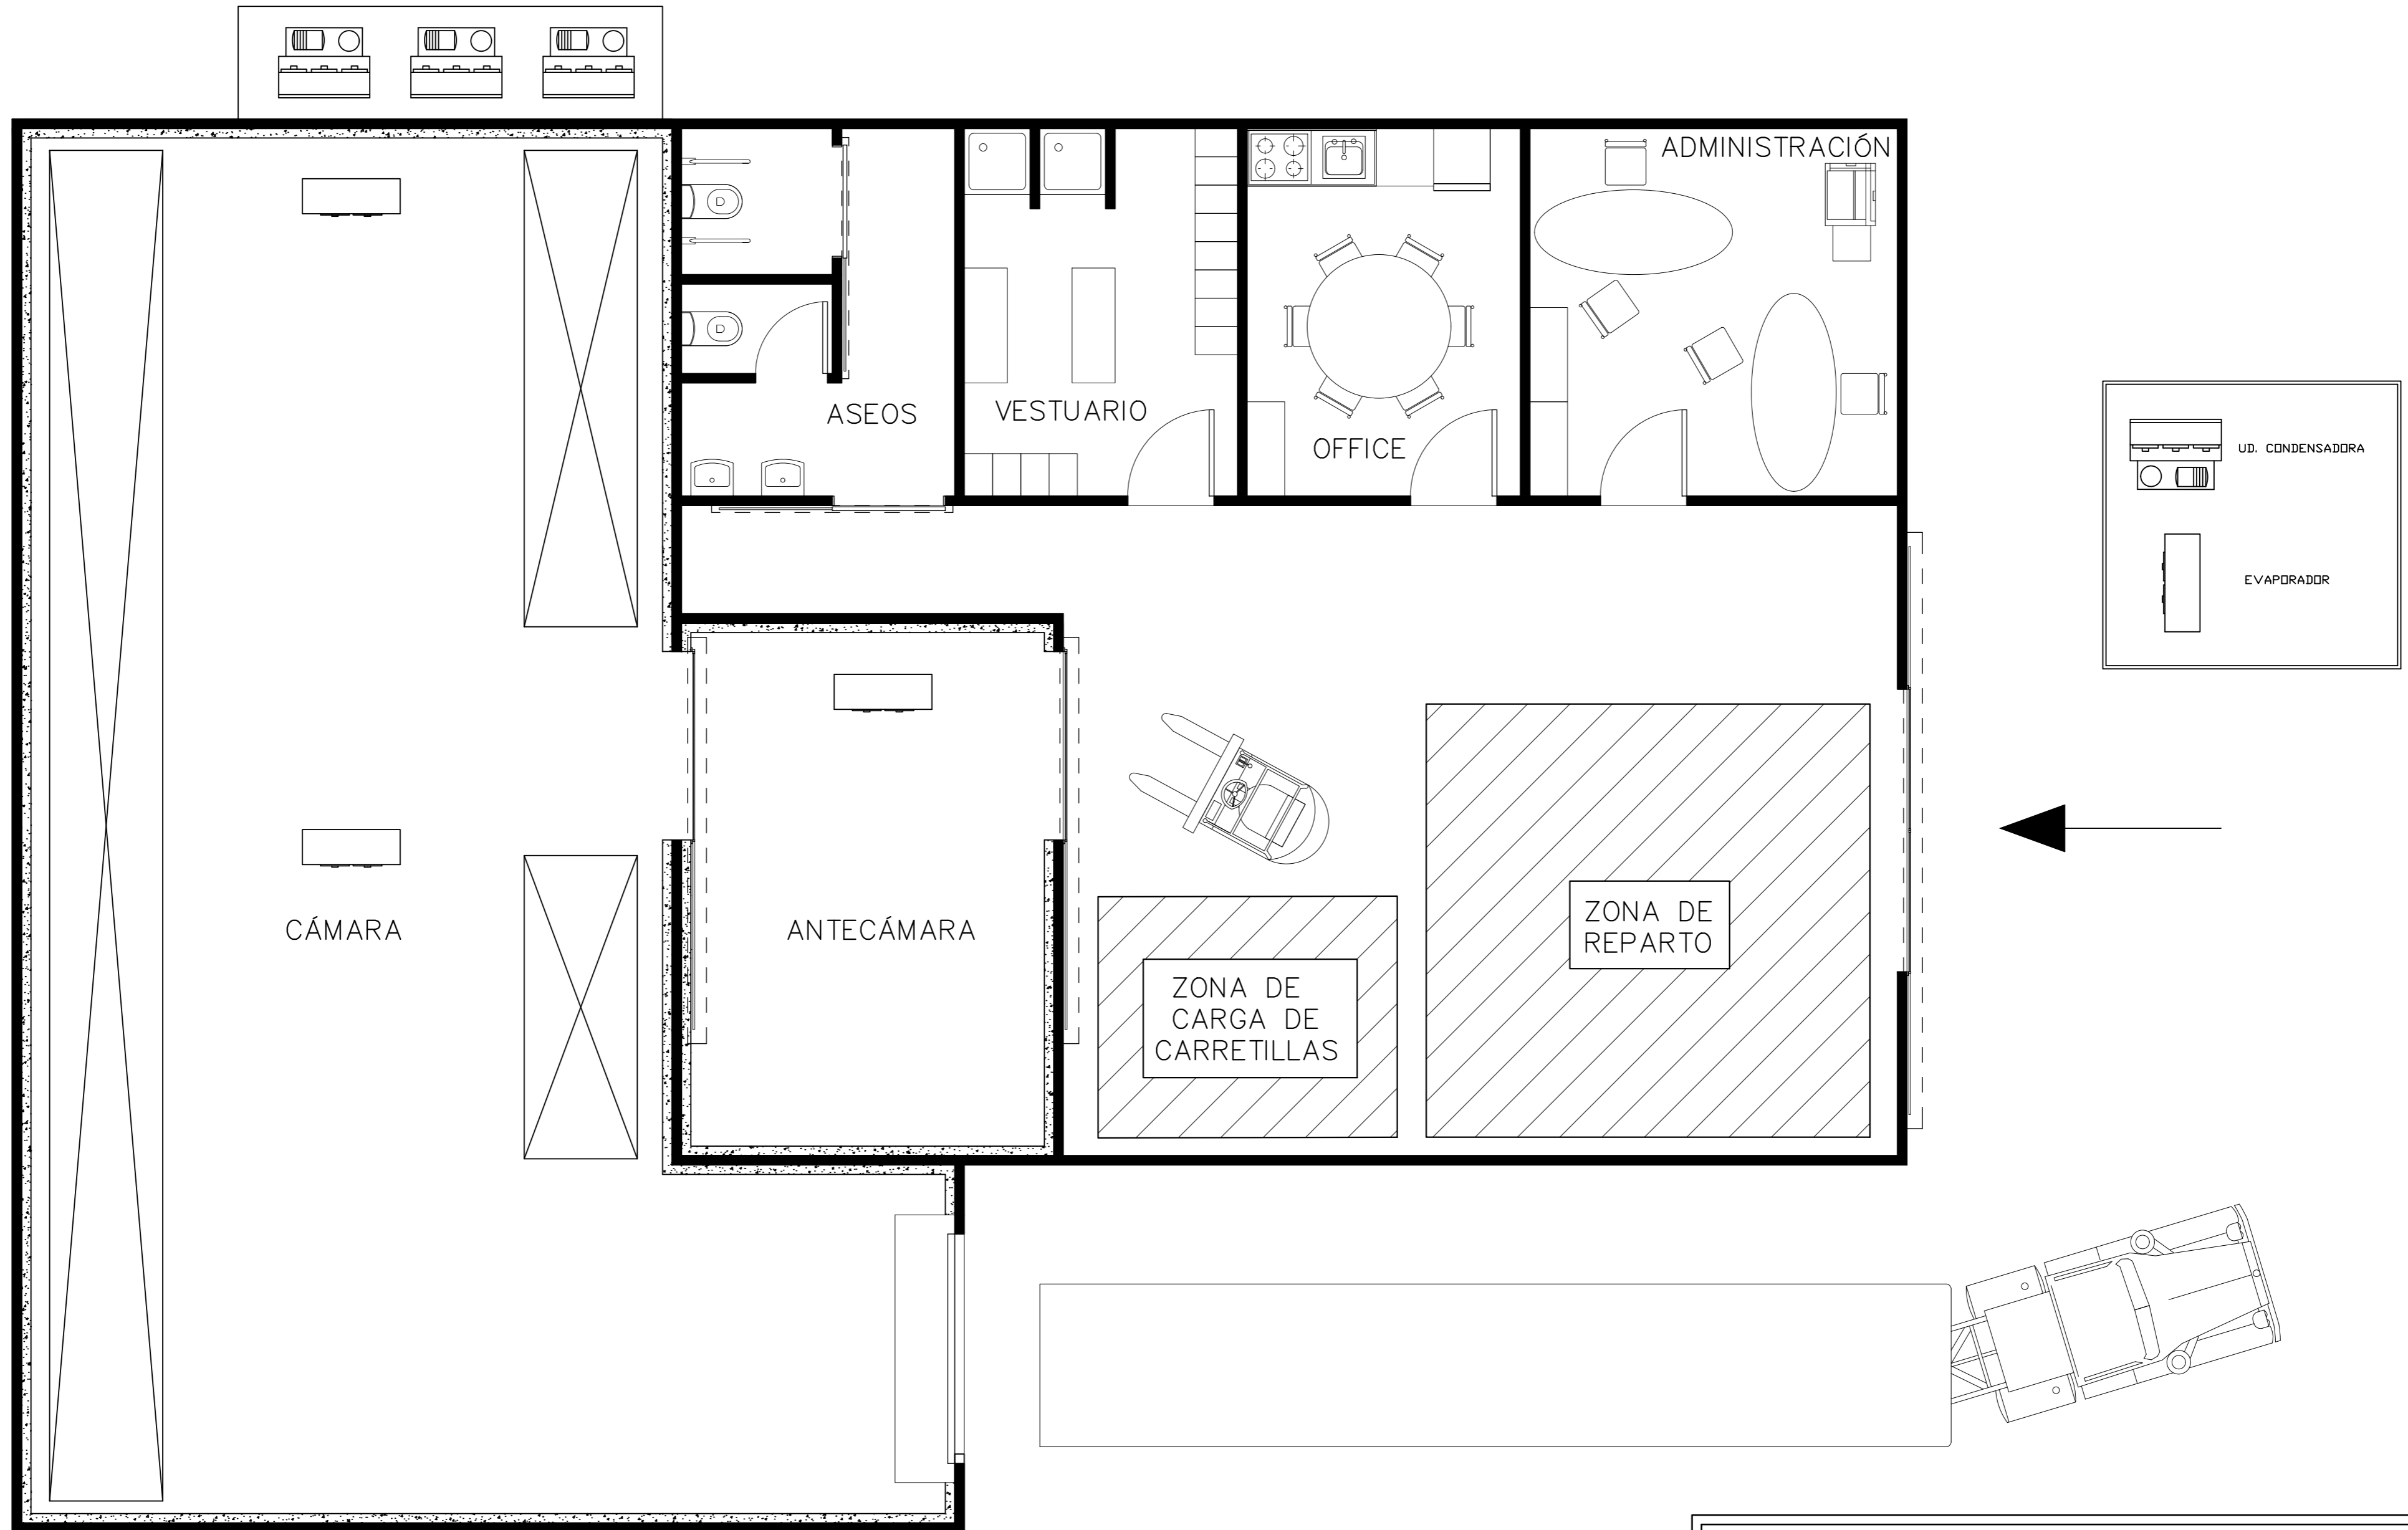 ADMINISTRACIÓN
ASEOS
VESTUARIO
OFFICE
UD. CONDENSADORA
EVAPORADOR
CÁMARA
ANTECÁMARA
ZONA DE
REPARTO
ZONA DE
CARGA DE
CARRETILLAS